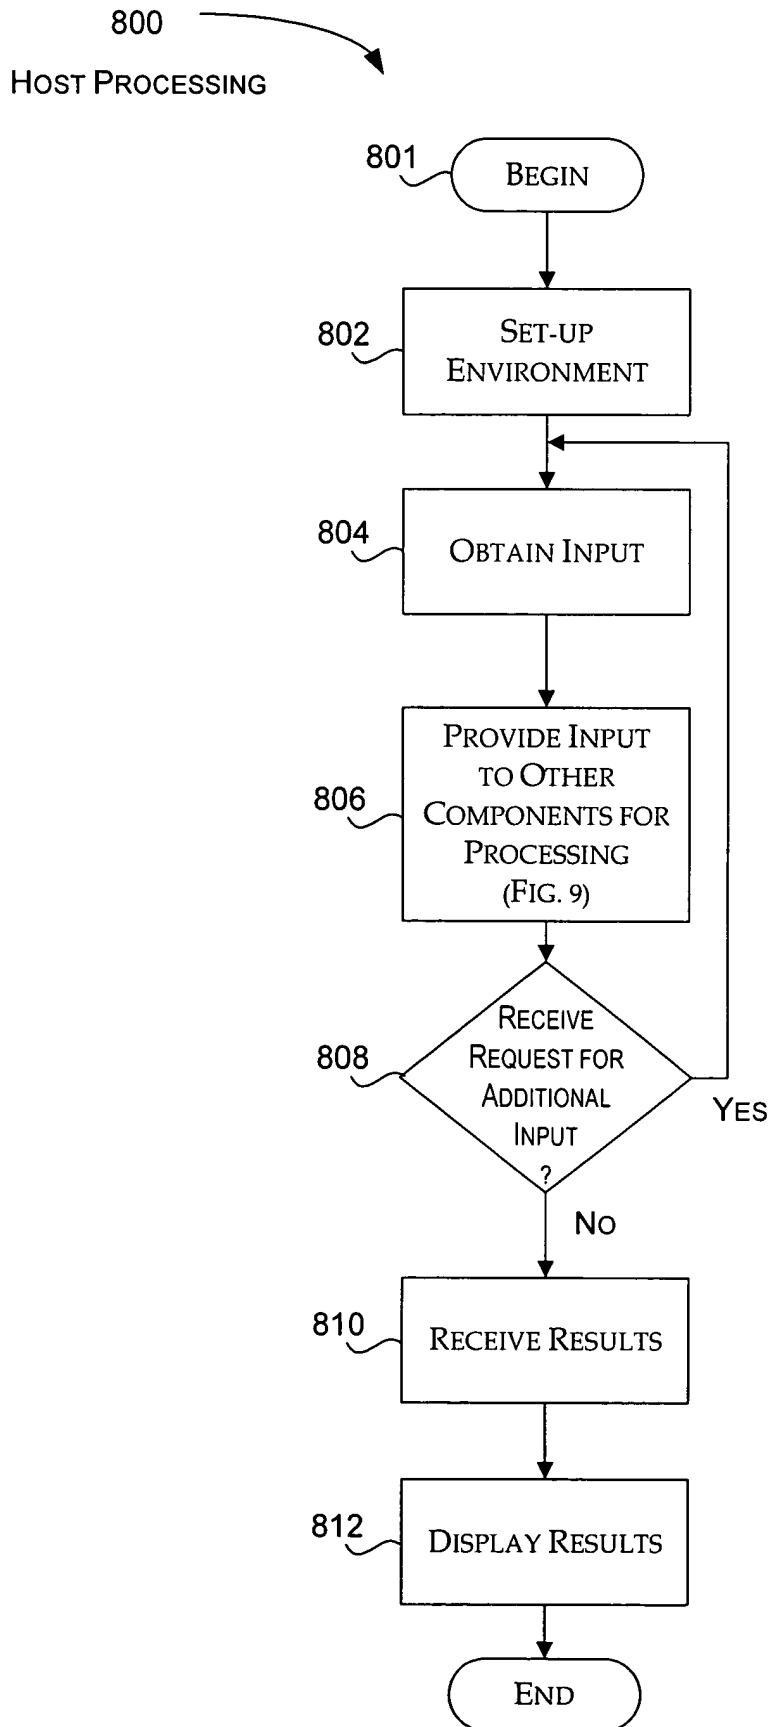 800
HOST PROCESSING
801
BEGIN
802
SET-UP
ENVIRONMENT
804
OBTAIN INPUT
806
PROVIDE INPUT
TO OTHER
COMPONENTS FOR
PROCESSING
(FIG. 9)
808
RECEIVE
REQUEST FOR
ADDITIONAL
INPUT
?
YES
NO
810
RECEIVE RESULTS
812
DISPLAY RESULTS
END